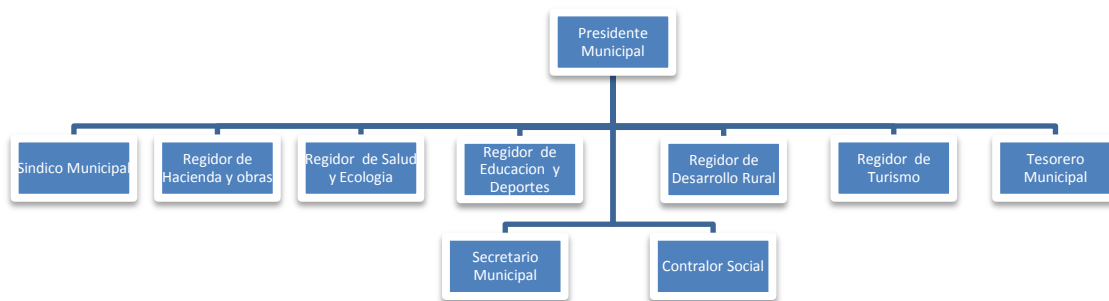 Presidente
Municipal
Sindico Municipal
Regidor de
Hacienda y obras
Regidor de Salud
y Ecologia
Regidor de
Educacion y
Deportes
Regidor de
Desarrollo Rural
Regidor de
Turismo
Tesorero
Municipal
Secretario
Municipal
Contralor Social